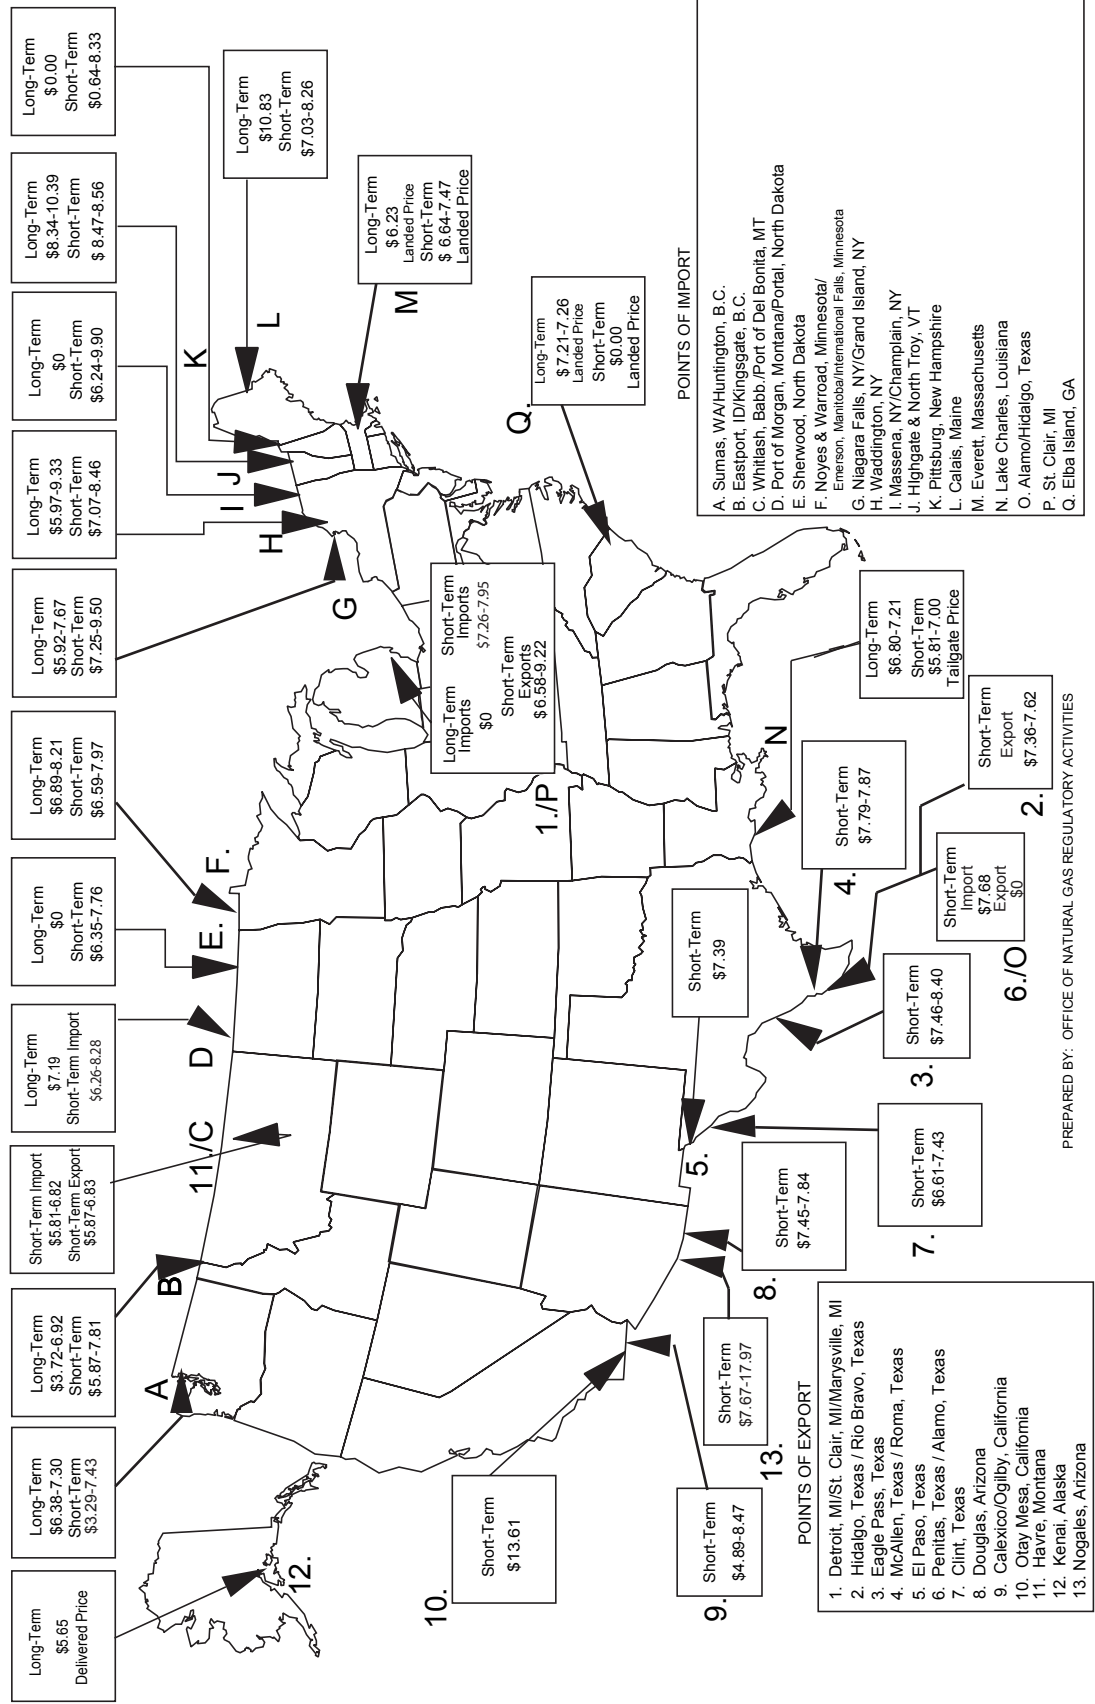 Long-Term
$5.65
Delivered Price
Long-Term
$6.38-7.30
Short-Term
$3.29-7.43
Long-Term
$3.72-6.92
Short-Term
$5.87-7.81
Short-Term Import
$5.81-6.82
Short-Term Export
$5.87-6.83
Long-Term
$7.19
Short-Term Import
$6.26-8.28
Long-Term
$0
Short-Term
$6.35-7.76
Long-Term
$6.89-8.21
Short-Term
$6.59-7.97
Long-Term
$5.92-7.67
Short-Term
$7.25-9.50
Long-Term
$5.97-9.33
Short-Term
$7.07-8.46
Long-Term
$0
Short-Term
$6.24-9.90
Long-Term
$8.34-10.39
Short-Term
$ 8.47-8.56
Long-Term
$0.00
Short-Term
$0.64-8.33
Long-Term
$10.83
Short-Term
$7.03-8.26
A
B
11./C
D
E.
F.
G
H
I
J
K
L
M
Long-Term
$ 6.23
Landed Price
Short-Term
$ 6.64-7.47
Landed Price
12.
Long-Term
Imports
$0
Short-Term
Imports
$7.26-7.95
Short-Term
Exports
$ 6.58-9.22
1./P
Q.
Long-Term
$ 7.21-7.26
Landed Price
Short-Term
$0.00
Landed Price
10.
Short-Term
$13.61
9.
Short-Term
$4.89-8.47
13.
Short-Term
$7.67-17.97
8.
Short-Term
$7.45-7.84
5.
Short-Term
$7.39
7.
Short-Term
$6.61-7.43
3.
Short-Term
$7.46-8.40
4.
Short-Term
$7.79-7.87
6./O
Short-Term
Import
$7.68
Export
$0
2.
Short-Term
Export
$7.36-7.62
N
Long-Term
$6.80-7.21
Short-Term
$5.81-7.00
Tailgate Price
POINTS OF EXPORT
1. Detroit, MI/St. Clair, MI/Marysville, MI
2. Hidalgo, Texas / Rio Bravo, Texas
3. Eagle Pass, Texas
4. McAllen, Texas / Roma, Texas
5. El Paso, Texas
6. Penitas, Texas / Alamo, Texas
7. Clint, Texas
8. Douglas, Arizona
9. Calexico/Ogilby, California
10. Otay Mesa, California
11. Havre, Montana
12. Kenai, Alaska
13. Nogales, Arizona
POINTS OF IMPORT
A. Sumas, WA/Huntington, B.C.
B. Eastport, ID/Kingsgate, B.C.
C. Whitlash, Babb./Port of Del Bonita, MT
D. Port of Morgan, Montana/Portal, North Dakota
E. Sherwood, North Dakota
F. Noyes & Warroad, Minnesota/
Emerson, Manitoba/International Falls, Minnesota
G. Niagara Falls, NY/Grand Island, NY
H. Waddington, NY
I. Massena, NY/Champlain, NY
J. HIghgate & North Troy, VT
K. Pittsburg, New Hampshire
L. Calais, Maine
M. Everett, Massachusetts
N. Lake Charles, Louisiana
O. Alamo/Hidalgo, Texas
P. St. Clair, MI
Q. Elba Island, GA
PREPARED BY: OFFICE OF NATURAL GAS REGULATORY ACTIVITIES